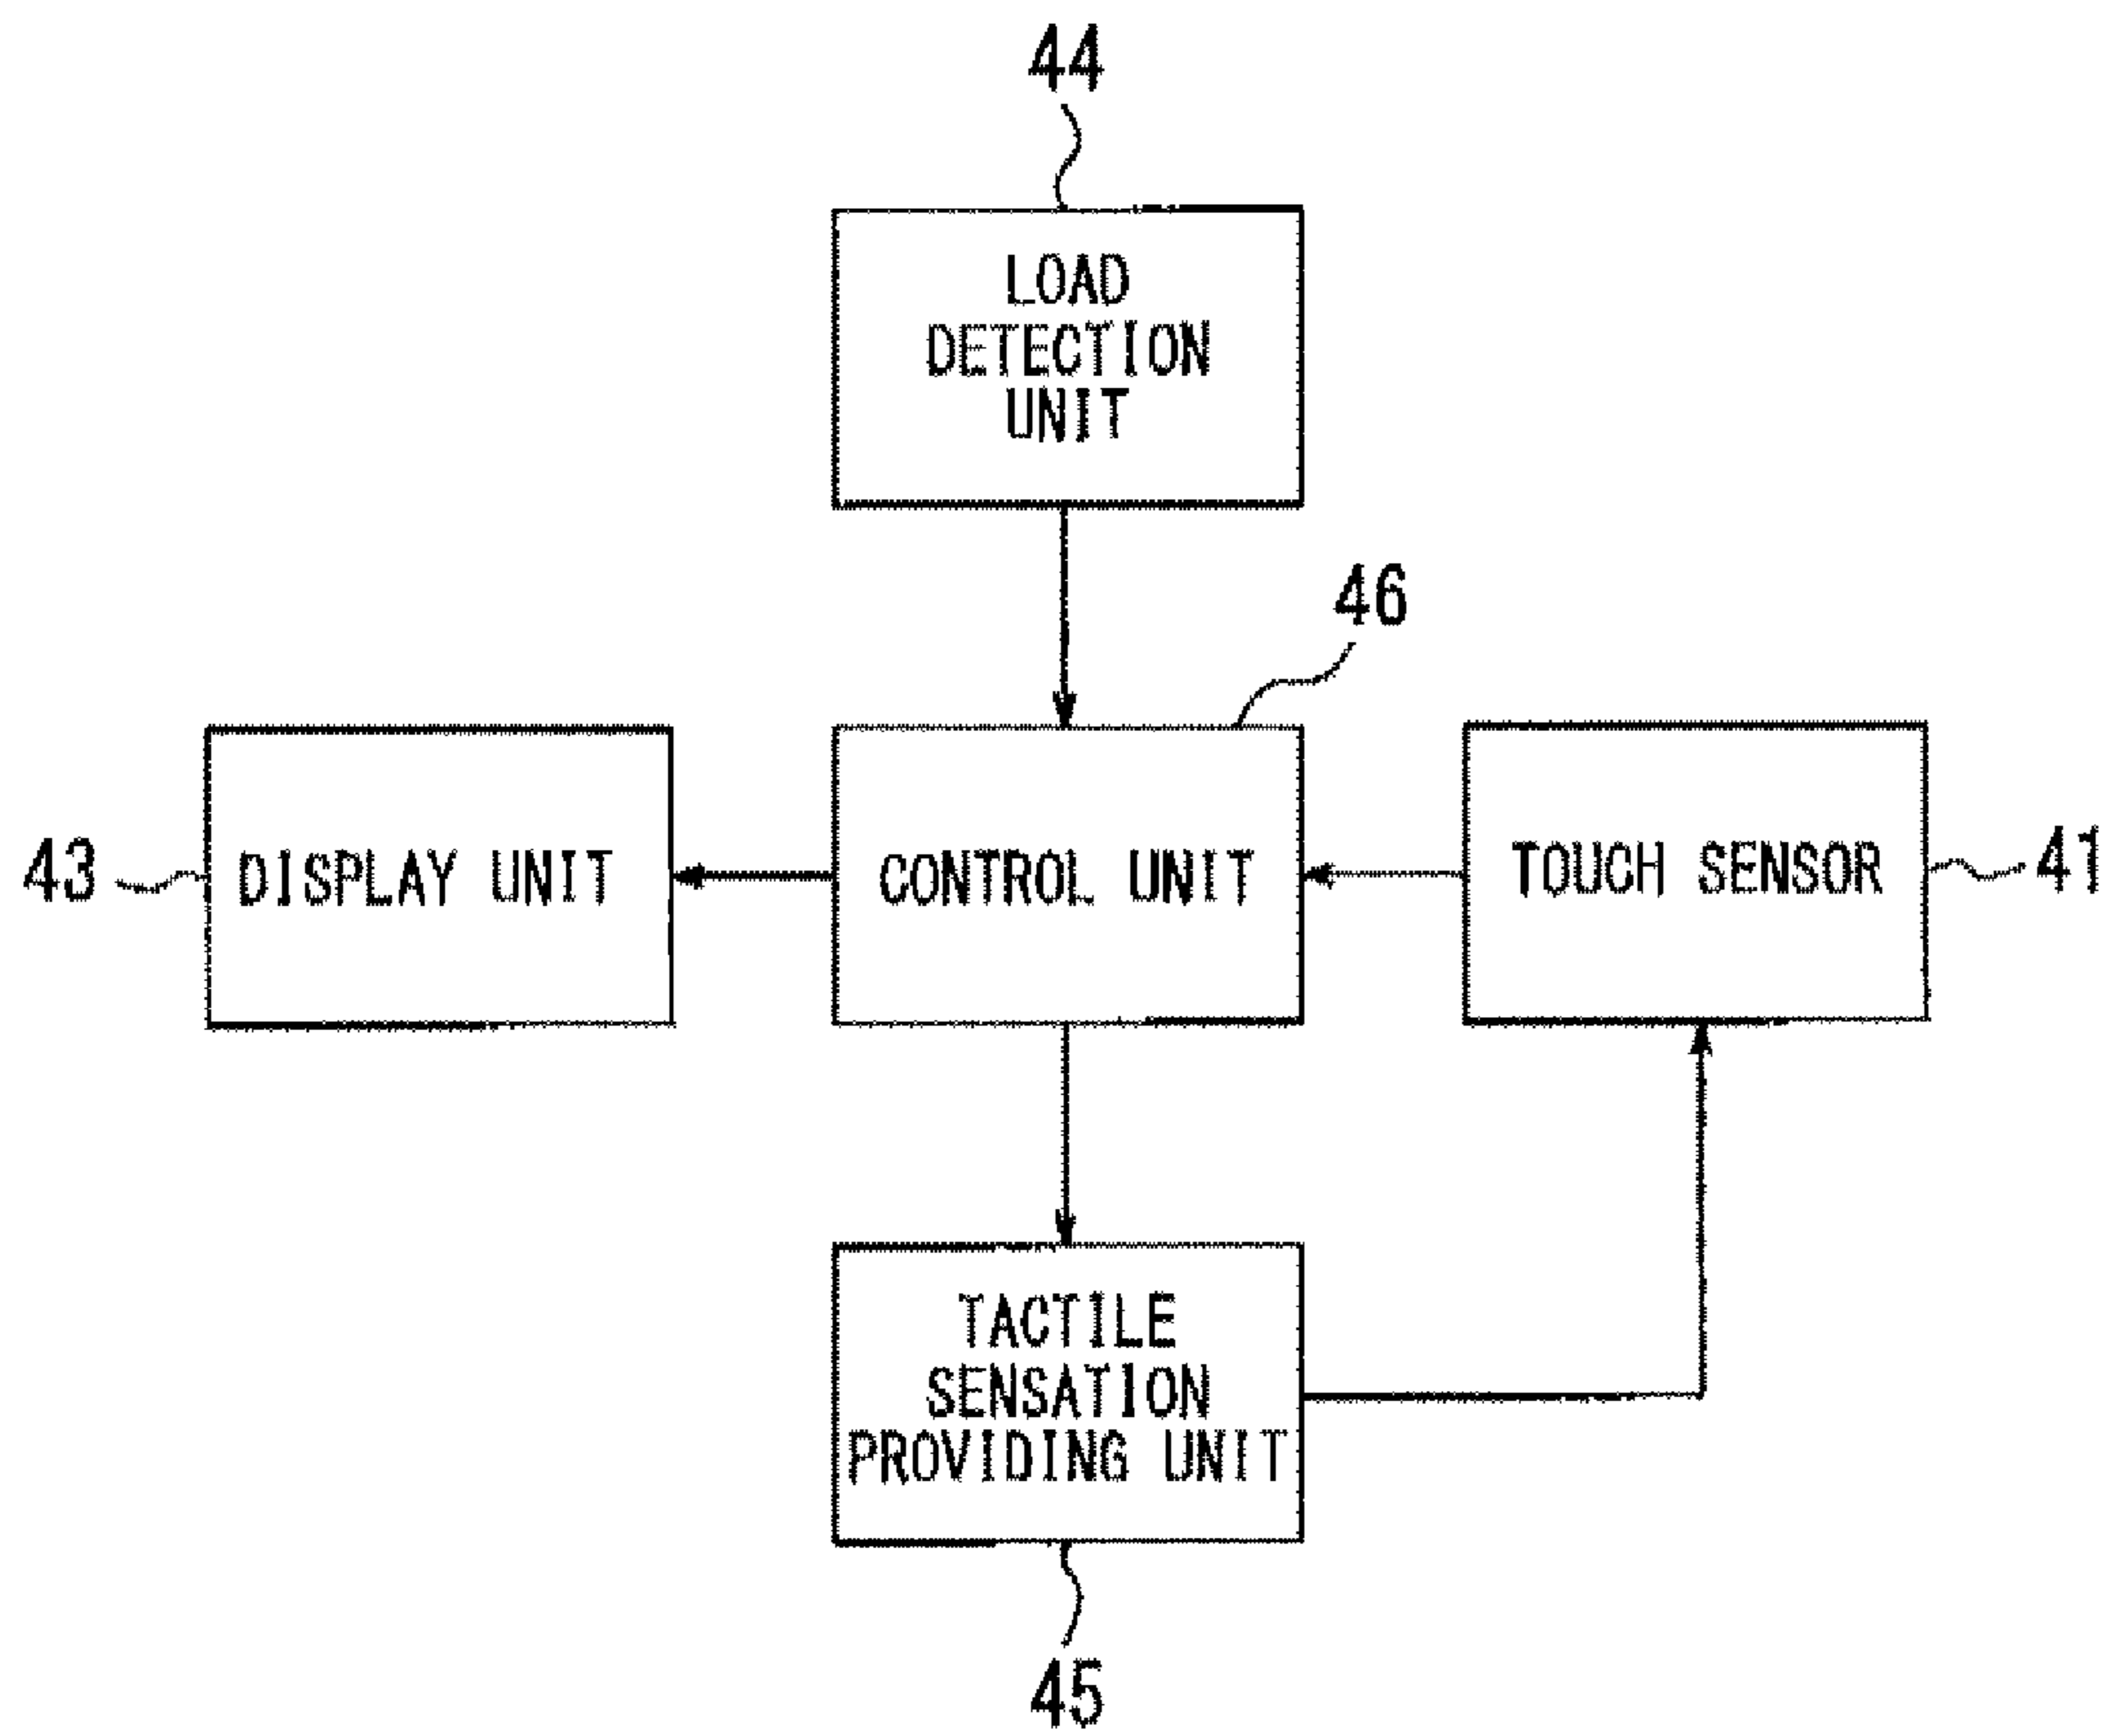 44
LOAD
DETECTION
UNIT
46
43
DISPLAY UNIT
CONTROL UNIT
TOUCH SENSOR
41
TACTILE
SENSATION
PROVIDING UNIT
45